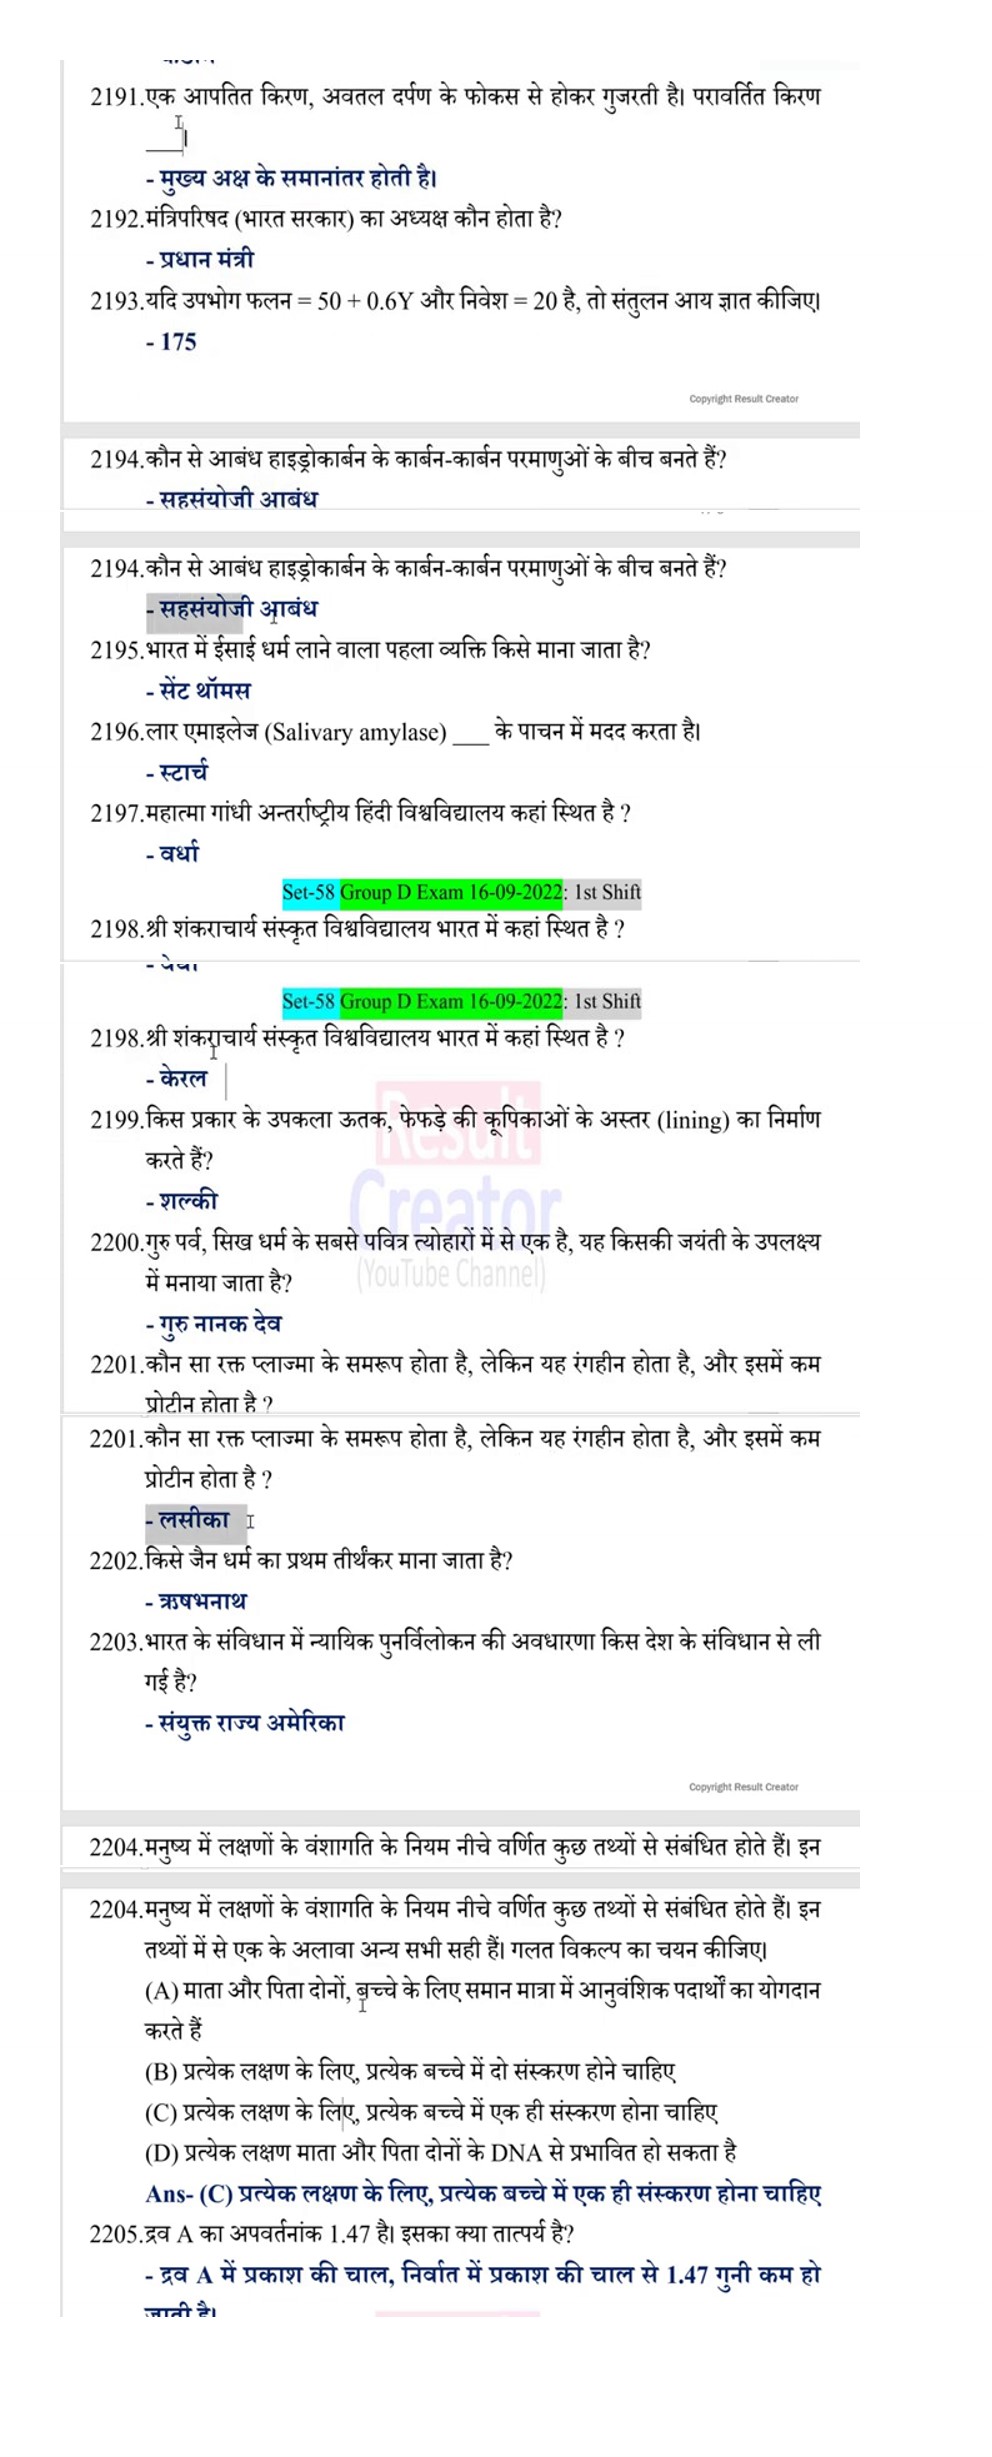 2191.एक आपतित किरण, अवतल दर्पण के फोकस से होकर गुजरती है। परावर्तित किरण
___
- मुख्य अक्ष के समानांतर होती है।
2192.मंत्रिपरिषद (भारत सरकार) का अध्यक्ष कौन होता है?
- प्रधान मंत्री
2193.यदि उपभोग फलन = 50 + 0.6Y और निवेश = 20 है, तो संतुलन आय ज्ञात कीजिए।
- 175
Copyright Result Creator
2194.कौन से आबंध हाइड्रोकार्बन के कार्बन-कार्बन परमाणुओं के बीच बनते हैं?
- सहसंयोजी आबंध
2194.कौन से आबंध हाइड्रोकार्बन के कार्बन-कार्बन परमाणुओं के बीच बनते हैं?
- सहसंयोजी आबंध
2195.भारत में ईसाई धर्म लाने वाला पहला व्यक्ति किसे माना जाता है?
- सेंट थॉमस
2196.लार एमाइलेज (Salivary amylase) ___ के पाचन में मदद करता है।
- स्टार्च
2197.महात्मा गांधी अन्तर्राष्ट्रीय हिंदी विश्वविद्यालय कहां स्थित है ?
- वर्धा
Set-58 Group D Exam 16-09-2022: 1st Shift
2198.श्री शंकराचार्य संस्कृत विश्वविद्यालय भारत में कहां स्थित है ?
Set-58 Group D Exam 16-09-2022: 1st Shift
2198.श्री शंकराचार्य संस्कृत विश्वविद्यालय भारत में कहां स्थित है ?
- केरल
2199.किस प्रकार के उपकला ऊतक, फेफड़े की कूपिकाओं के अस्तर (lining) का निर्माण
करते हैं?
- शल्की
Result
Creator
(YouTube Channel)
2200.गुरु पर्व, सिख धर्म के सबसे पवित्र त्योहारों में से एक है, यह किसकी जयंती के उपलक्ष्य
में मनाया जाता है?
- गुरु नानक देव
2201.कौन सा रक्त प्लाज्मा के समरूप होता है, लेकिन यह रंगहीन होता है, और इसमें कम
प्रोटीन होता है ?
2201.कौन सा रक्त प्लाज्मा के समरूप होता है, लेकिन यह रंगहीन होता है, और इसमें कम
प्रोटीन होता है ?
- लसीका
2202.किसे जैन धर्म का प्रथम तीर्थंकर माना जाता है?
- ऋषभनाथ
2203.भारत के संविधान में न्यायिक पुनर्विलोकन की अवधारणा किस देश के संविधान से ली
गई है?
- संयुक्त राज्य अमेरिका
Copyright Result Creator
2204.मनुष्य में लक्षणों के वंशागति के नियम नीचे वर्णित कुछ तथ्यों से संबंधित होते हैं। इन
2204.मनुष्य में लक्षणों के वंशागति के नियम नीचे वर्णित कुछ तथ्यों से संबंधित होते हैं। इन
तथ्यों में से एक के अलावा अन्य सभी सही हैं। गलत विकल्प का चयन कीजिए।
(A) माता और पिता दोनों, बच्चे के लिए समान मात्रा में आनुवंशिक पदार्थों का योगदान
करते हैं
(B) प्रत्येक लक्षण के लिए, प्रत्येक बच्चे में दो संस्करण होने चाहिए
(C) प्रत्येक लक्षण के लिए, प्रत्येक बच्चे में एक ही संस्करण होना चाहिए
(D) प्रत्येक लक्षण माता और पिता दोनों के DNA से प्रभावित हो सकता है
Ans- (C) प्रत्येक लक्षण के लिए, प्रत्येक बच्चे में एक ही संस्करण होना चाहिए
2205.द्रव A का अपवर्तनांक 1.47 है। इसका क्या तात्पर्य है?
- द्रव A में प्रकाश की चाल, निर्वात में प्रकाश की चाल से 1.47 गुनी कम हो
जाती है।